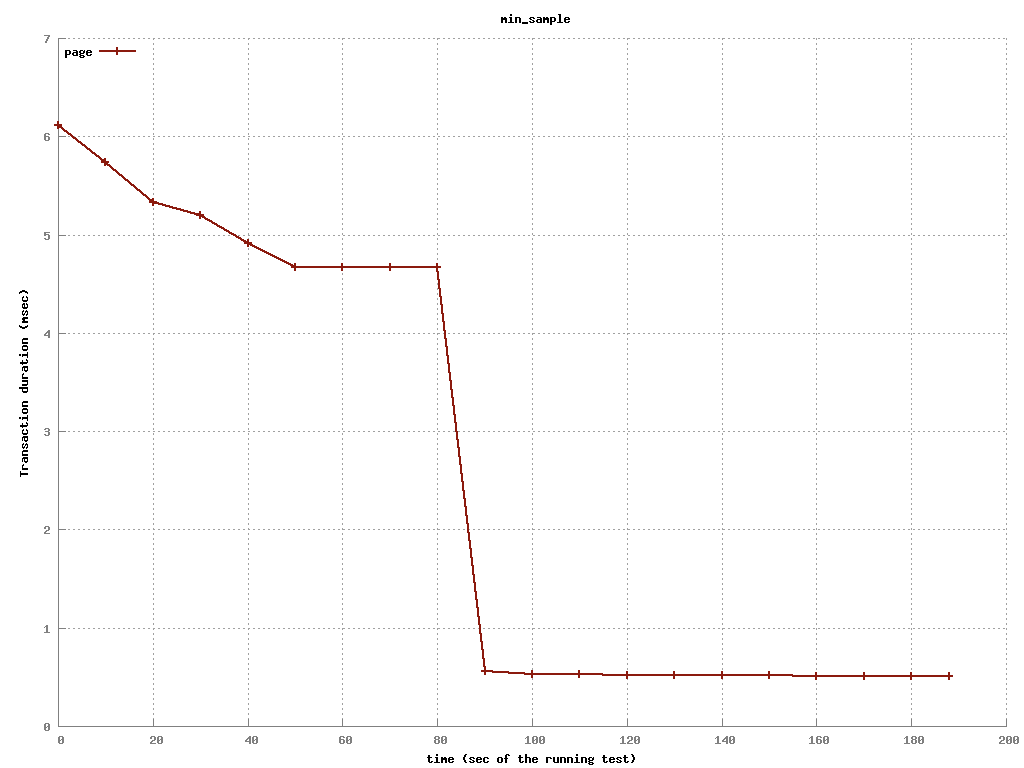 min_sample
7
page
6
5
4
3
2
1
0
Transaction duration (msec)
0 20 40 60 80 100 120 140 160 180 200
time (sec of the running test)